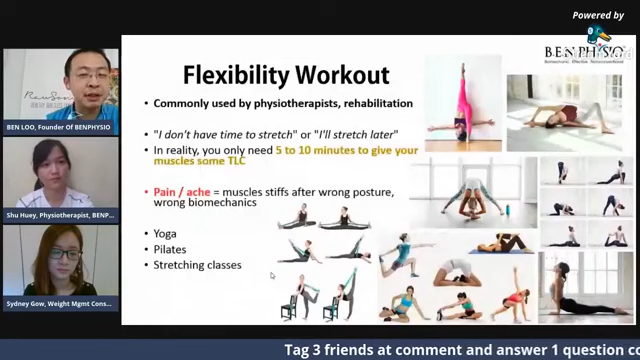 Powered by
BENPHYSIO
Biomechanic Effective Nonconventional
Flexibility Workout
• Commonly used by physiotherapists, rehabilitation
• "I don't have time to stretch" or "I'll stretch later"
• In reality, you only need 5 to 10 minutes to give your
muscles some TLC
• Pain / ache = muscles stiffs after wrong posture,
wrong biomechanics
• Yoga
• Pilates
• Stretching classes
BEN LOO, Founder Of BENPHYSIO
Shu Huey, Physiotherapist, BENP...
Sydney Gow, Weight Mgmt Cons...
Tag 3 friends at comment and answer 1 question co